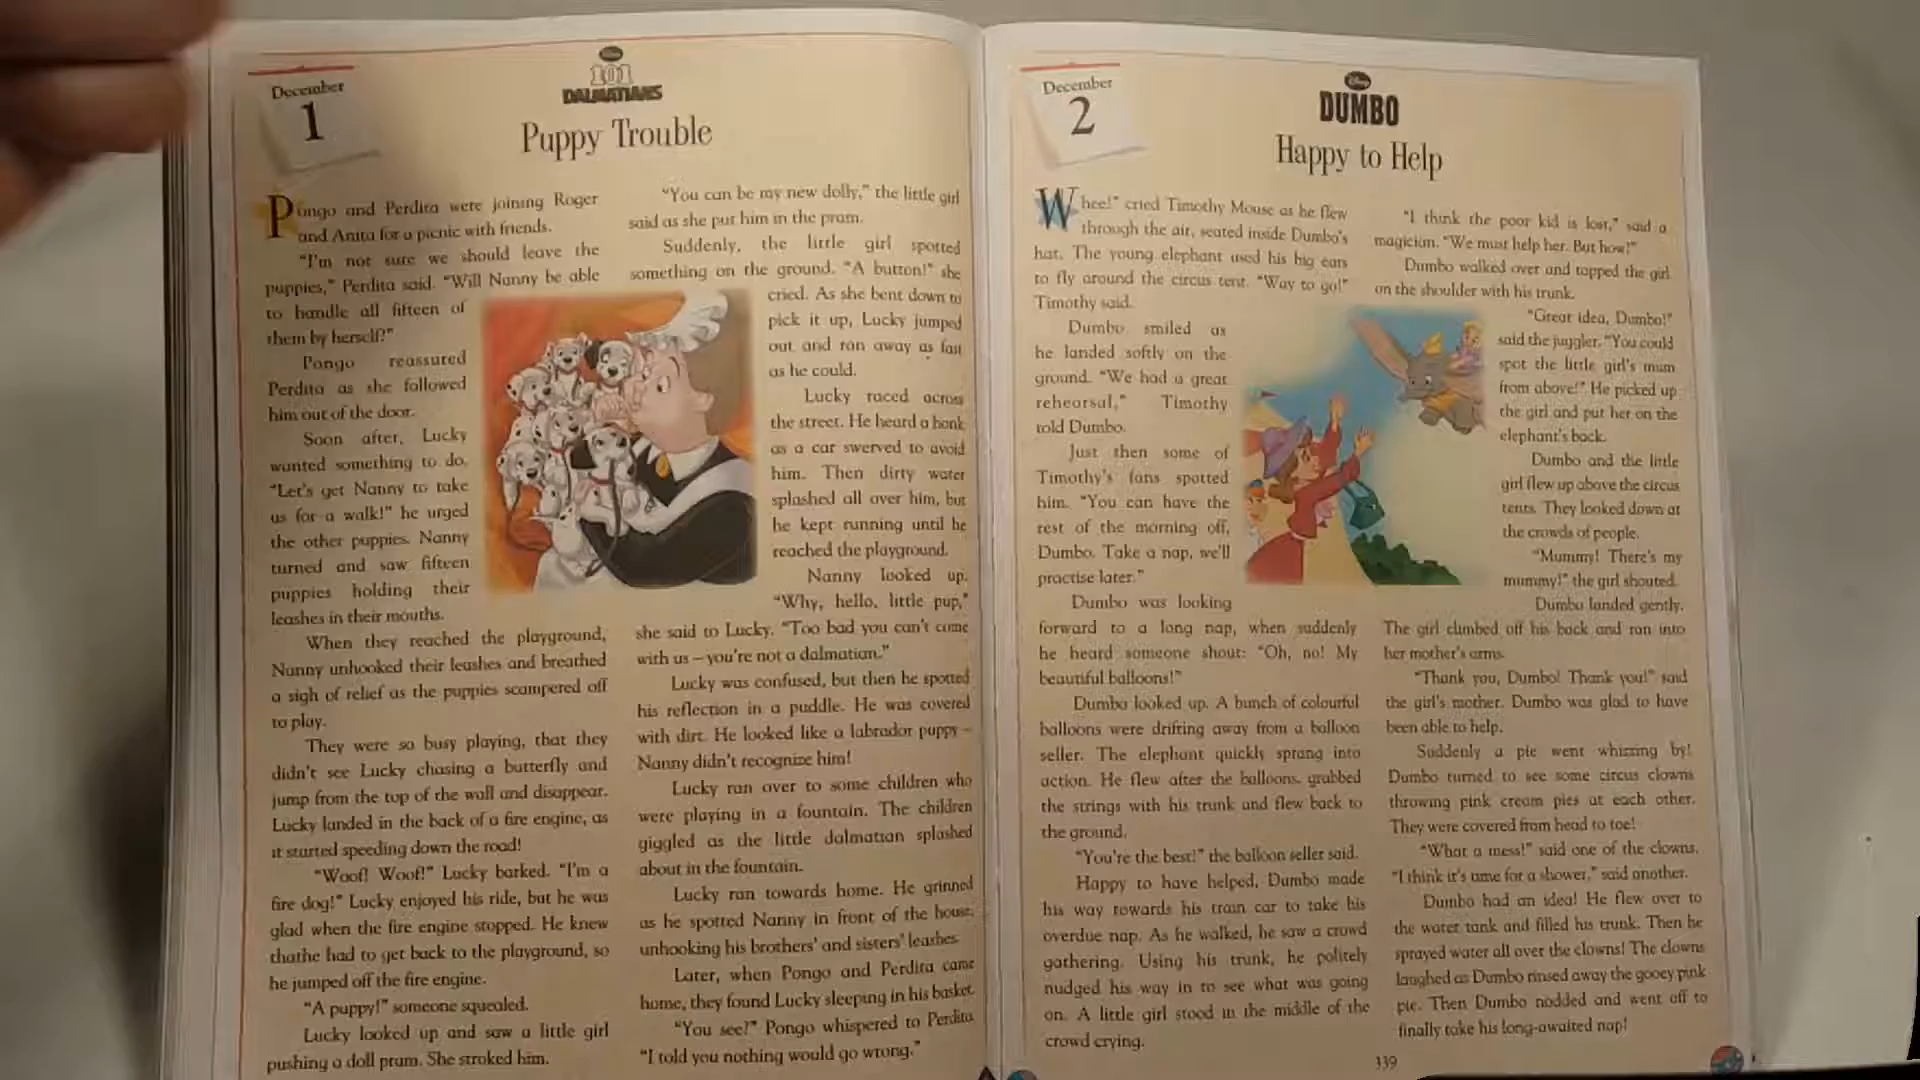 December
1
Disney
101
DALMATIANS
Puppy Trouble
Pongo and Perdita were joining Roger
and Anita for a picnic with friends.
"I'm not sure we should leave the
puppies," Perdita said. "Will Nanny be able
to handle all fifteen of
them by herself?"
Pongo reassured
Perdita as she followed
him out of the door.
Soon after, Lucky
wanted something to do.
"Let's get Nanny to take
us for a walk!" he urged
the other puppies. Nanny
turned and saw fifteen
puppies holding their
leashes in their mouths.
When they reached the playground,
Nanny unhooked their leashes and breathed
a sigh of relief as the puppies scampered off
to play.
They were so busy playing, that they
didn't see Lucky chasing a butterfly and
jump from the top of the wall and disappear.
Lucky landed in the back of a fire engine, as
it started speeding down the road!
"Woof! Woof!" Lucky barked. "I'm a
fire dog!" Lucky enjoyed his ride, but he was
glad when the fire engine stopped. He knew
thathe had to get back to the playground, so
he jumped off the fire engine.
"A puppy!" someone squealed.
Lucky looked up and saw a little girl
pushing a doll pram. She stroked him.
"You can be my new dolly," the little girl
said as she put him in the pram.
Suddenly, the little girl spotted
something on the ground. "A button!" she
cried. As she bent down to
pick it up, Lucky jumped
out and ran away as fast
as he could.
Lucky raced across
the street. He heard a honk
as a car swerved to avoid
him. Then dirty water
splashed all over him, but
he kept running until he
reached the playground.
Nanny looked up.
"Why, hello, little pup,"
she said to Lucky. "Too bad you can't come
with us – you're not a dalmatian."
Lucky was confused, but then he spotted
his reflection in a puddle. He was covered
with dirt. He looked like a labrador puppy –
Nanny didn't recognize him!
Lucky ran over to some children who
were playing in a fountain. The children
giggled as the little dalmatian splashed
about in the fountain.
Lucky ran towards home. He grinned
as he spotted Nanny in front of the house,
unhooking his brothers' and sisters' leashes.
Later, when Pongo and Perdita came
home, they found Lucky sleeping in his basket.
"You see?" Pongo whispered to Perdita.
"I told you nothing would go wrong."
December
2
Disney
DUMBO
Happy to Help
Whee!" cried Timothy Mouse as he flew
through the air, seated inside Dumbo's
hat. The young elephant used his big ears
to fly around the circus tent. "Way to go!"
Timothy said.
Dumbo smiled as
he landed softly on the
ground. "We had a great
rehearsal," Timothy
told Dumbo.
Just then some of
Timothy's fans spotted
him. "You can have the
rest of the morning off,
Dumbo. Take a nap, we'll
practise later."
Dumbo was looking
forward to a long nap, when suddenly
he heard someone shout: "Oh, no! My
beautiful balloons!"
Dumbo looked up. A bunch of colourful
balloons were drifting away from a balloon
seller. The elephant quickly sprang into
action. He flew after the balloons, grabbed
the strings with his trunk and flew back to
the ground.
"You're the best!" the balloon seller said.
Happy to have helped, Dumbo made
his way towards his train car to take his
overdue nap. As he walked, he saw a crowd
gathering. Using his trunk, he politely
nudged his way in to see what was going
on. A little girl stood in the middle of the
crowd crying.
"I think the poor kid is lost," said a
magician. "We must help her. But how?"
Dumbo walked over and tapped the girl
on the shoulder with his trunk.
"Great idea, Dumbo!"
said the juggler. "You could
spot the little girl's mum
from above!" He picked up
the girl and put her on the
elephant's back.
Dumbo and the little
girl flew up above the circus
tents. They looked down at
the crowds of people.
"Mummy! There's my
mummy!" the girl shouted.
Dumbo landed gently.
The girl climbed off his back and ran into
her mother's arms.
"Thank you, Dumbo! Thank you!" said
the girl's mother. Dumbo was glad to have
been able to help.
Suddenly a pie went whizzing by!
Dumbo turned to see some circus clowns
throwing pink cream pies at each other.
They were covered from head to toe!
"What a mess!" said one of the clowns.
"I think it's time for a shower," said another.
Dumbo had an idea! He flew over to
the water tank and filled his trunk. Then he
sprayed water all over the clowns! The clowns
laughed as Dumbo rinsed away the gooey pink
pie. Then Dumbo nodded and went off to
finally take his long-awaited nap!
339